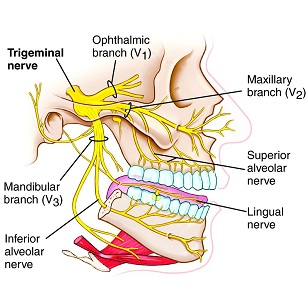 Ophthalmic
branch (V1)
Trigeminal
nerve
Maxillary
branch (V2)
Superior
alveolar
nerve
Mandibular
branch (V3)
Lingual
nerve
Inferior
alveolar
nerve